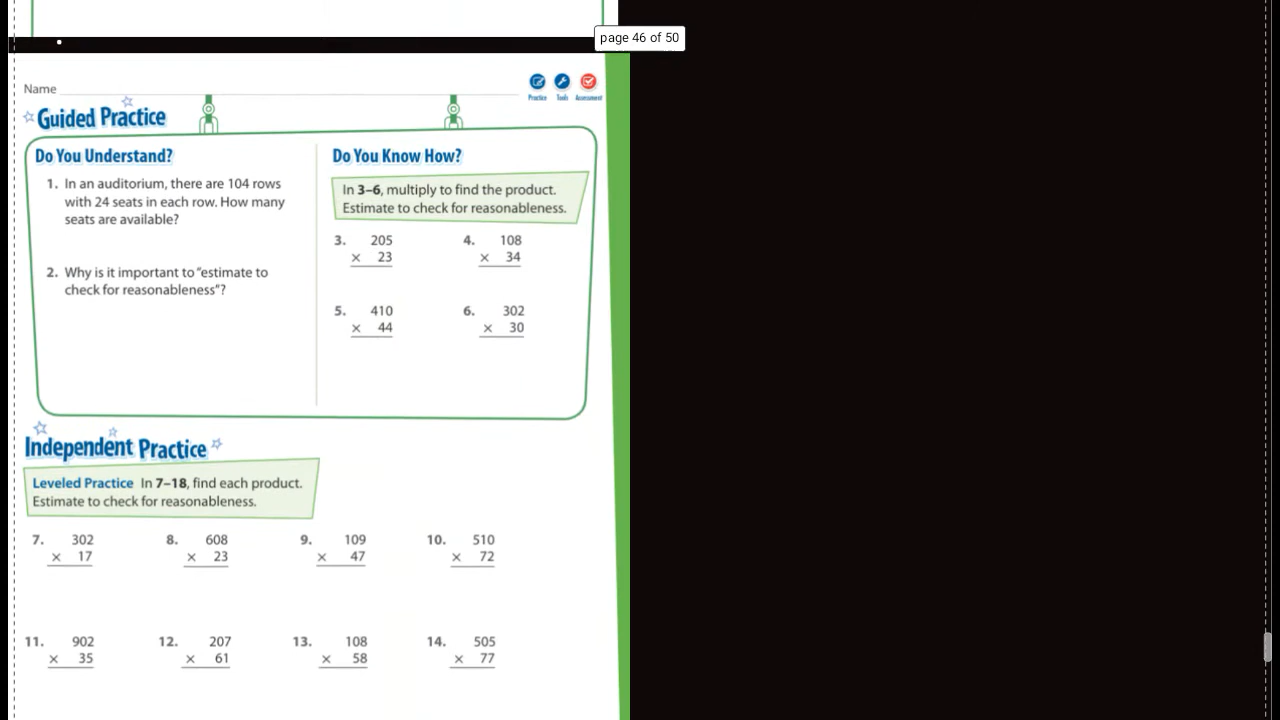 page 46 of 50
Name
Practice Tools Assessment
Guided Practice
Do You Understand?
1. In an auditorium, there are 104 rows
with 24 seats in each row. How many
seats are available?
2. Why is it important to "estimate to
check for reasonableness"?
Do You Know How?
In 3–6, multiply to find the product.
Estimate to check for reasonableness.
3. 205
× 23
4. 108
× 34
5. 410
× 44
6. 302
× 30
Independent Practice
Leveled Practice In 7–18, find each product.
Estimate to check for reasonableness.
7. 302
× 17
8. 608
× 23
9. 109
× 47
10. 510
× 72
11. 902
× 35
12. 207
× 61
13. 108
× 58
14. 505
× 77